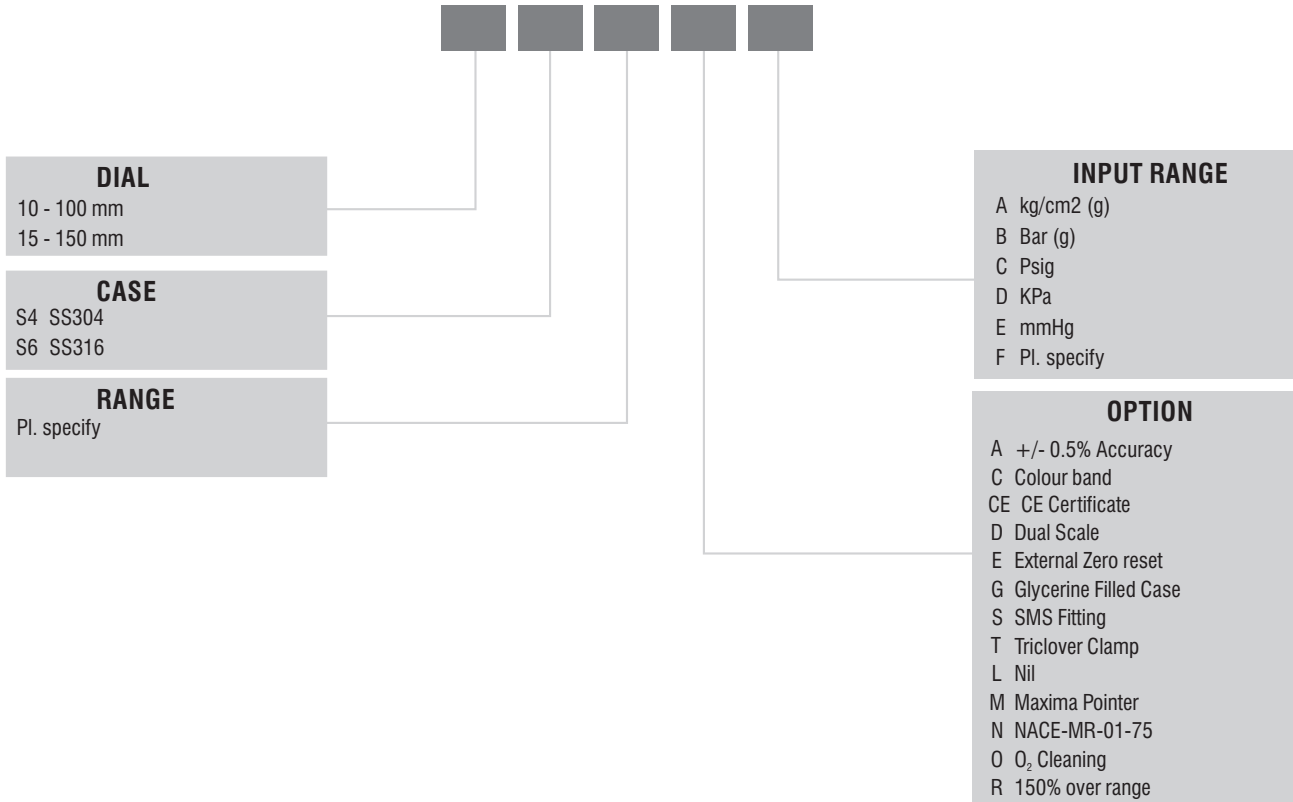 DIAL
10 - 100 mm
15 - 150 mm
CASE
S4 SS304
S6 SS316
RANGE
Pl. specify
INPUT RANGE
A kg/cm2 (g)
B Bar (g)
C Psig
D KPa
E mmHg
F Pl. specify
OPTION
A +/- 0.5% Accuracy
C Colour band
CE CE Certificate
D Dual Scale
E External Zero reset
G Glycerine Filled Case
S SMS Fitting
T Triclover Clamp
L Nil
M Maxima Pointer
N NACE-MR-01-75
O O₂ Cleaning
R 150% over range